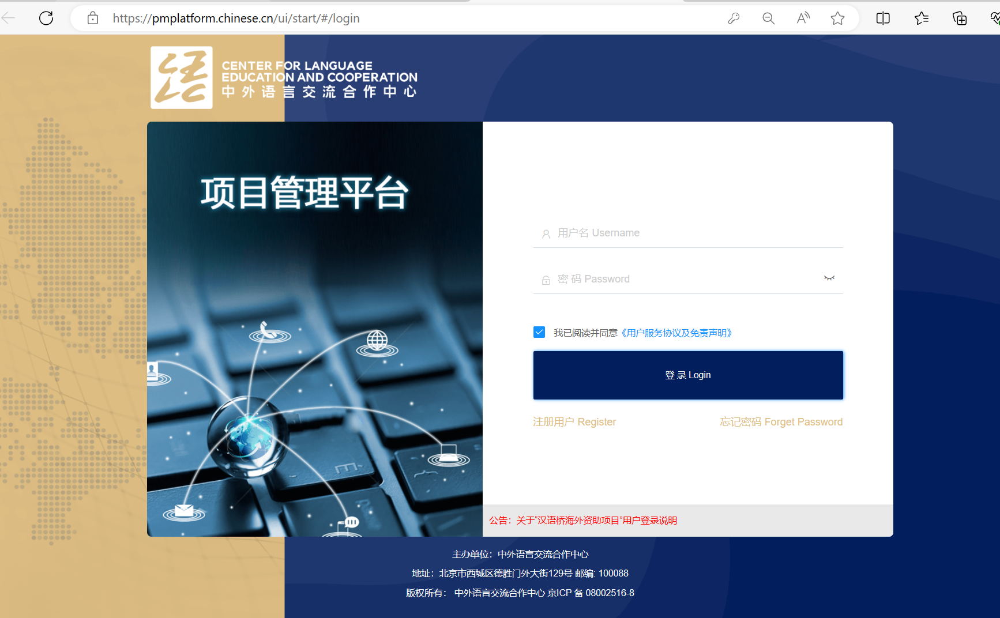 https://pmplatform.chinese.cn/ui/start/#/login
语
CENTER FOR LANGUAGE
EDUCATION AND COOPERATION
中外语言交流合作中心
项目管理平台
用户名 Username
密 码 Password
我已阅读并同意《用户服务协议及免责声明》
登 录 Login
注册用户 Register
忘记密码 Forget Password
公告：关于“汉语桥海外资助项目”用户登录说明
主办单位：中外语言交流合作中心
地址：北京市西城区德胜门外大街129号 邮编: 100088
版权所有： 中外语言交流合作中心 京ICP 备 08002516-8